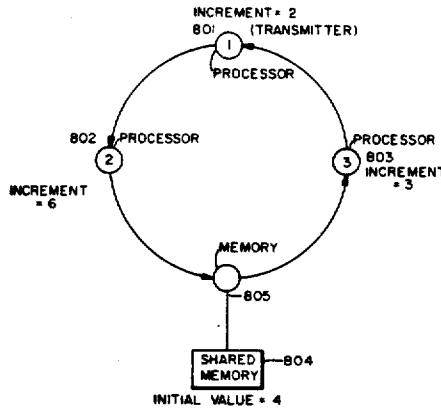 INCREMENT = 2
801 (TRANSMITTER)
1
PROCESSOR
802 PROCESSOR
2
INCREMENT
= 6
PROCESSOR
3
803
INCREMENT
= 3
MEMORY
805
SHARED
MEMORY
804
INITIAL VALUE = 4